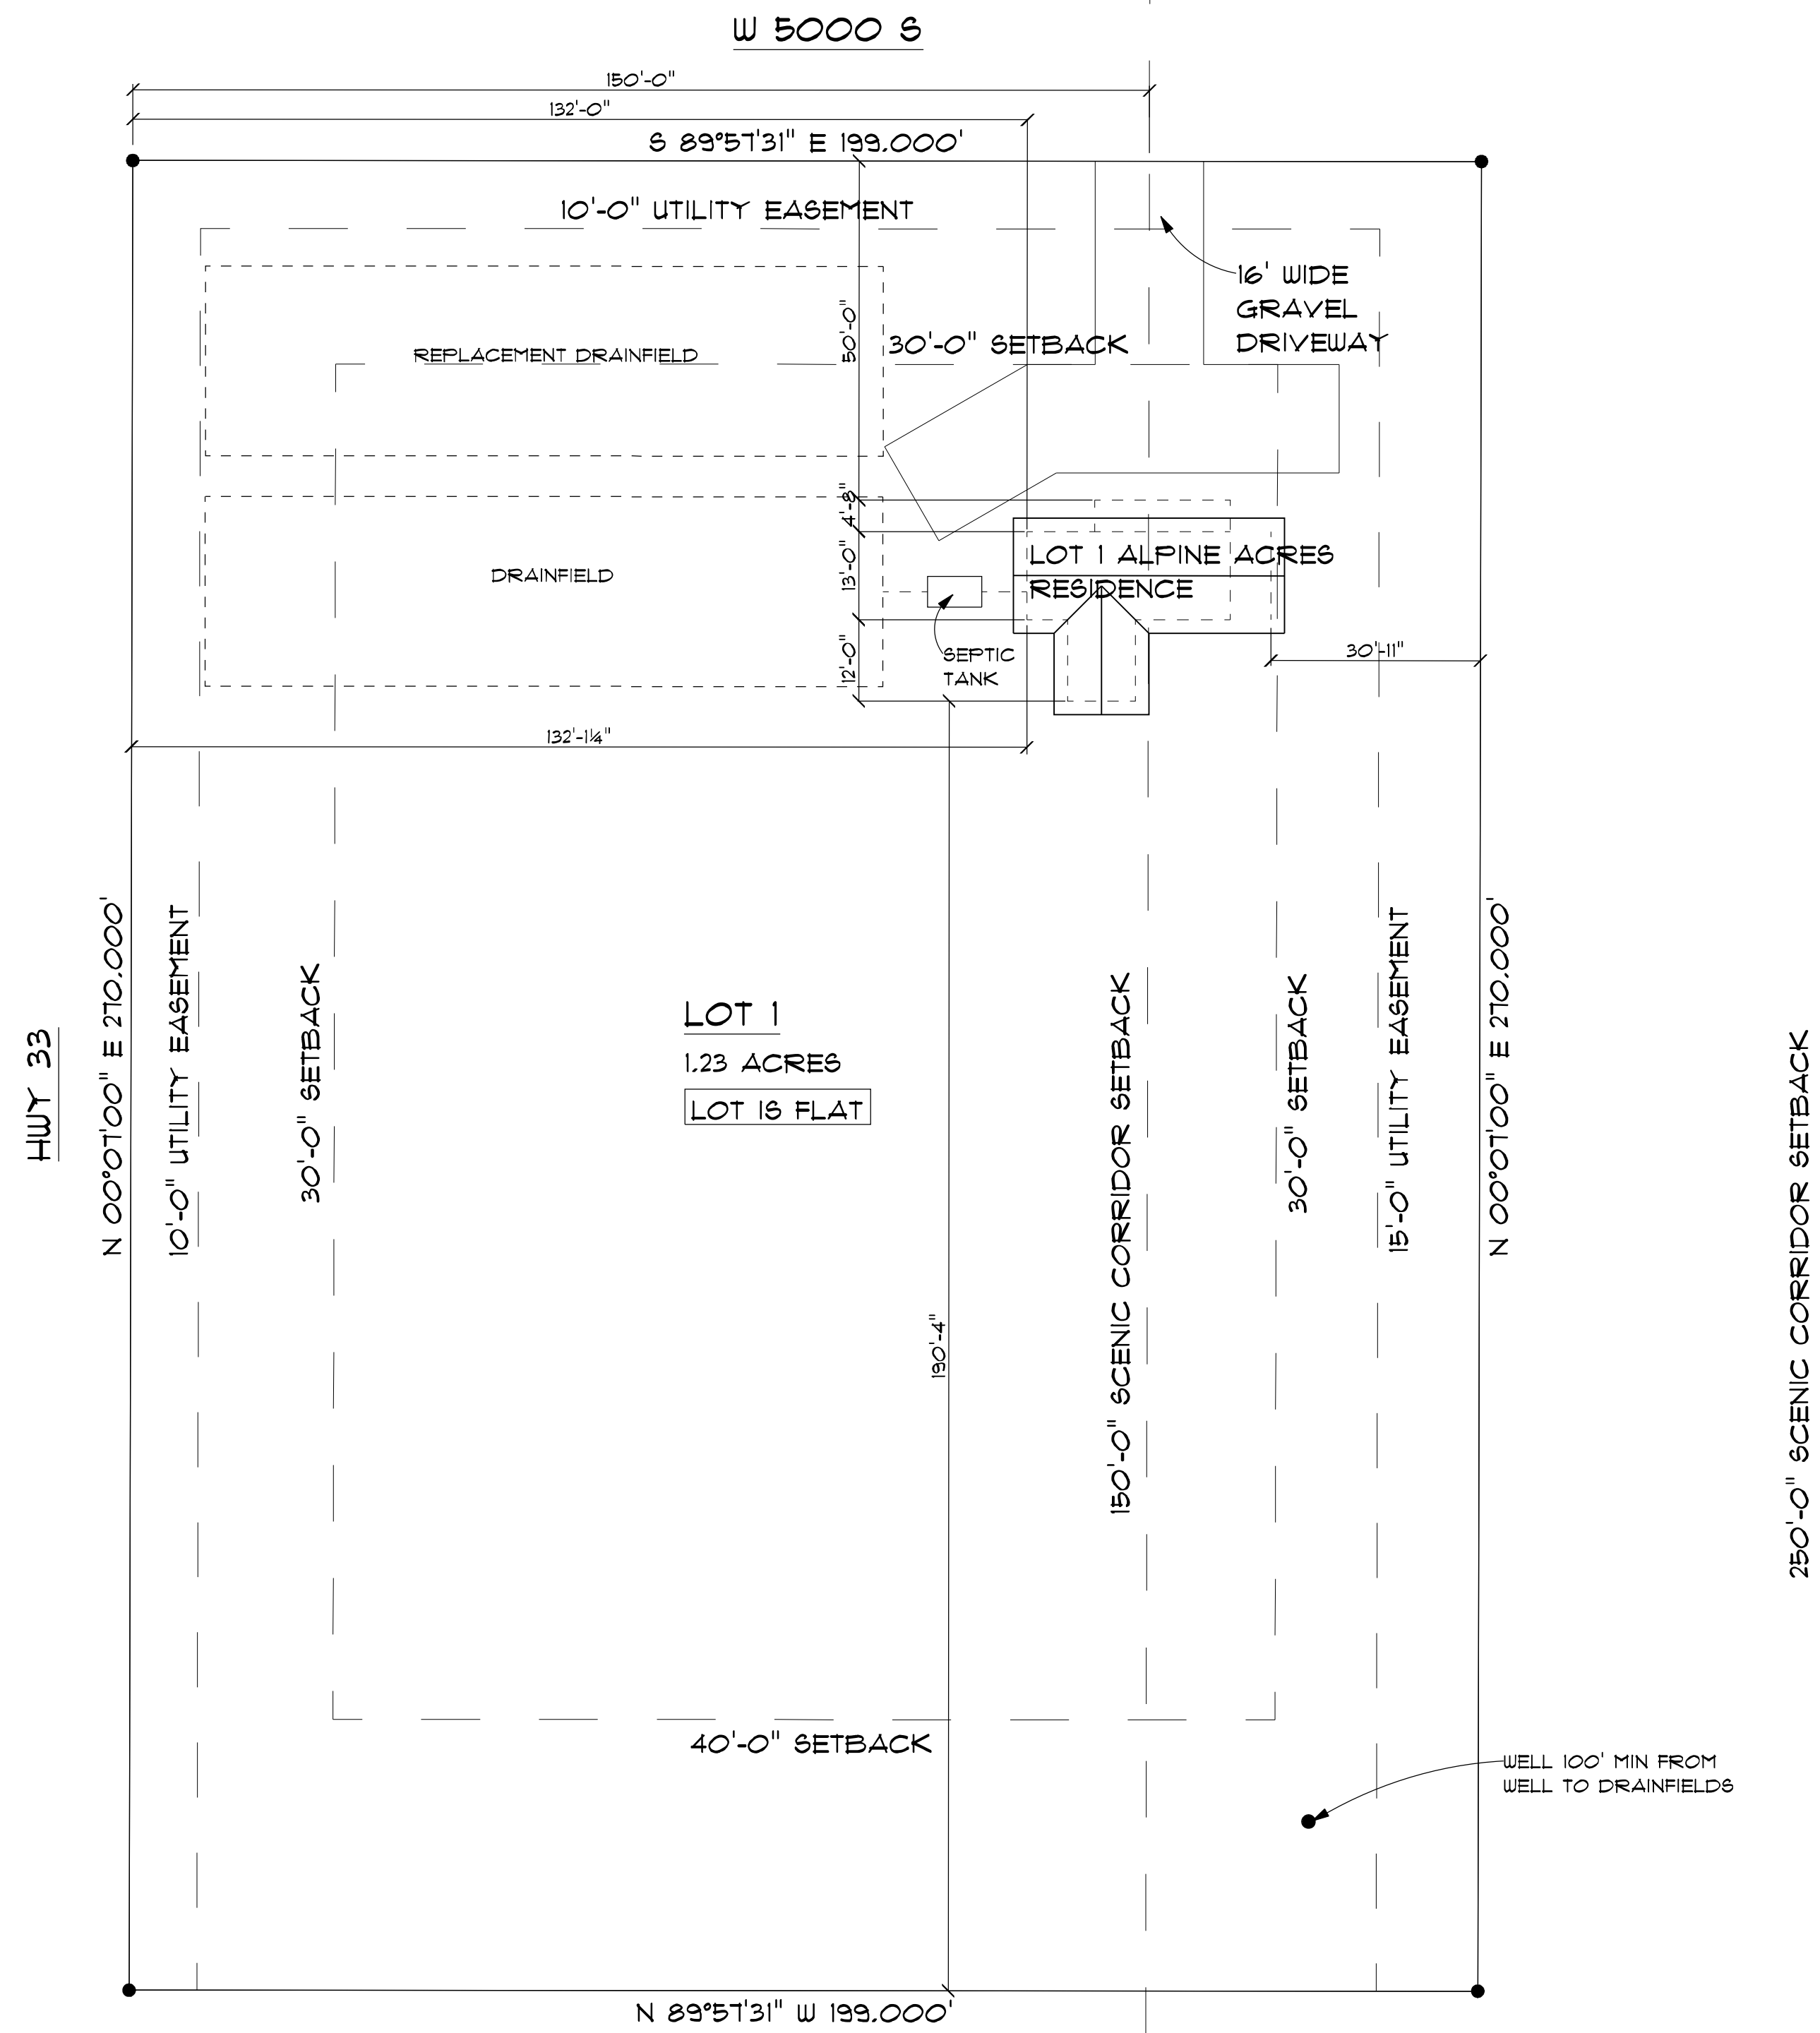 W 5000 S
150'-0"
132'-0"
S 89°57'31" E 199.000'
10'-0" UTILITY EASEMENT
16' WIDE
GRAVEL
DRIVEWAY
50'-0"
30'-0" SETBACK
REPLACEMENT DRAINFIELD
4'-8"
LOT 1 ALPINE ACRES
RESIDENCE
13'-0"
DRAINFIELD
SEPTIC
TANK
12'-0"
30'-11"
132'-1¼"
HWY 33
N 00°07'00" E 270.000'
10'-0" UTILITY EASEMENT
30'-0" SETBACK
LOT 1
1.23 ACRES
LOT IS FLAT
190'-4"
150'-0" SCENIC CORRIDOR SETBACK
30'-0" SETBACK
15'-0" UTILITY EASEMENT
N 00°07'00" E 270.000'
250'-0" SCENIC CORRIDOR SETBACK
40'-0" SETBACK
WELL 100' MIN FROM
WELL TO DRAINFIELDS
N 89°57'31" W 199.000'